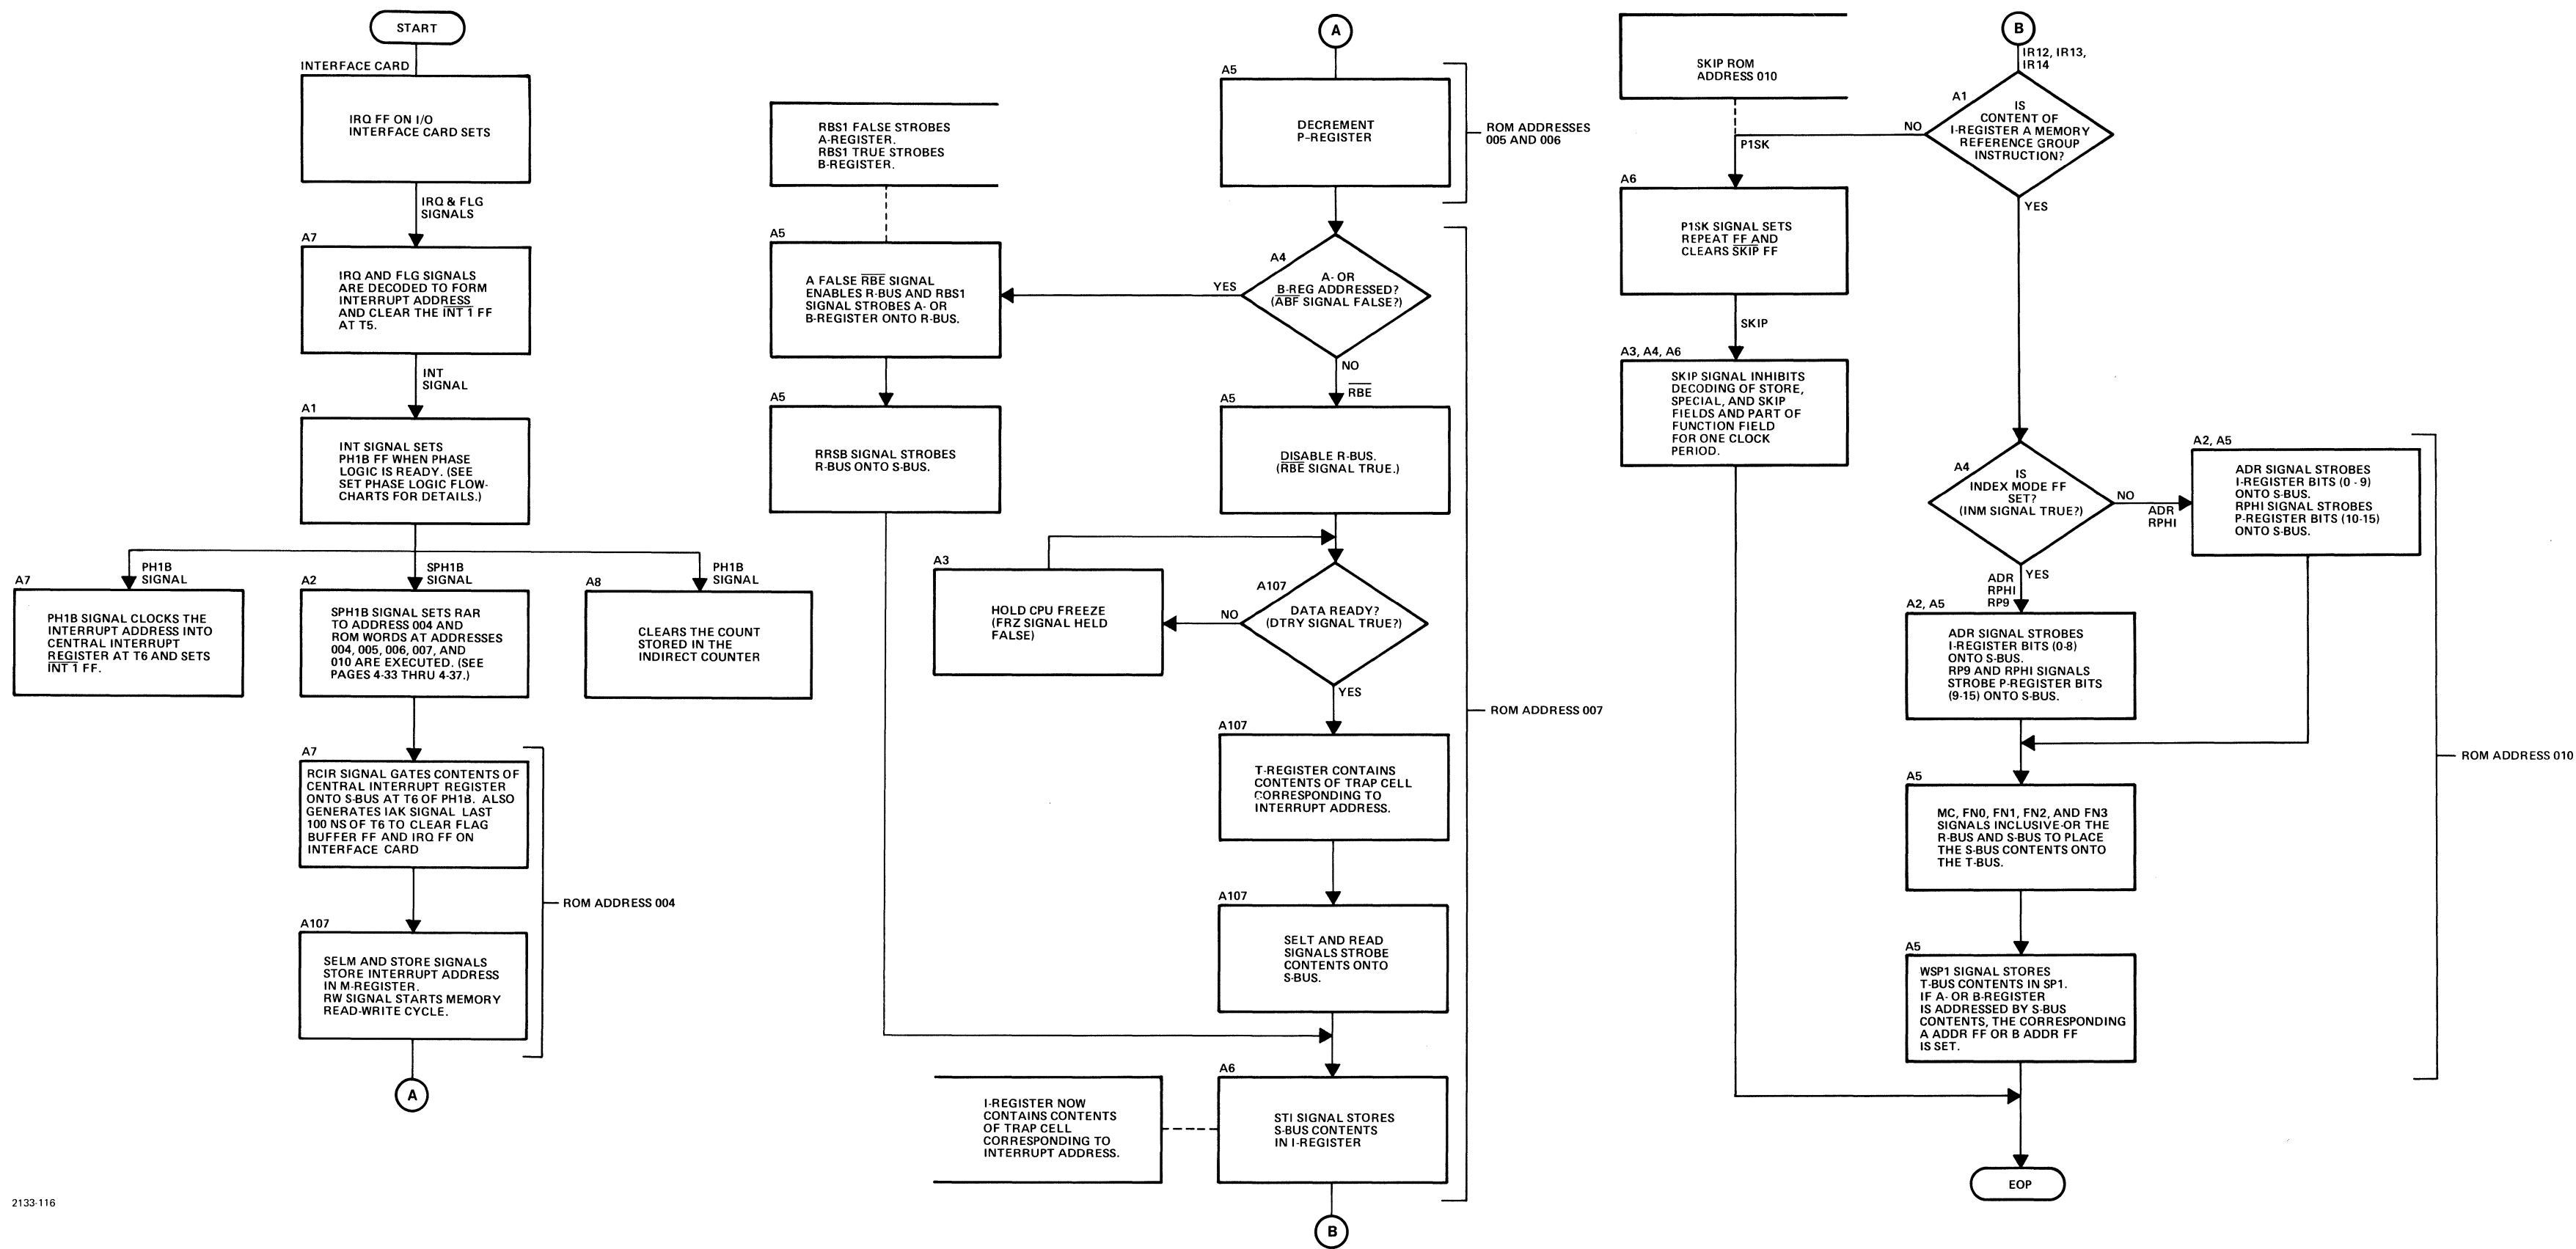 START
INTERFACE CARD
IRQ FF ON I/O
INTERFACE CARD SETS
IRQ & FLG
SIGNALS
A7
IRQ AND FLG SIGNALS
ARE DECODED TO FORM
INTERRUPT ADDRESS
AND CLEAR THE INT 1 FF
AT T5.
INT
SIGNAL
A1
INT SIGNAL SETS
PH1B FF WHEN PHASE
LOGIC IS READY. (SEE
SET PHASE LOGIC FLOW-
CHARTS FOR DETAILS.)
PH1B
SIGNAL
A7
PH1B SIGNAL CLOCKS THE
INTERRUPT ADDRESS INTO
CENTRAL INTERRUPT
REGISTER AT T6 AND SETS
INT 1 FF.
SPH1B
SIGNAL
A2
SPH1B SIGNAL SETS RAR
TO ADDRESS 004 AND
ROM WORDS AT ADDRESSES
004, 005, 006, 007, AND
010 ARE EXECUTED. (SEE
PAGES 4-33 THRU 4-37.)
PH1B
SIGNAL
A8
CLEARS THE COUNT
STORED IN THE
INDIRECT COUNTER
A7
RCIR SIGNAL GATES CONTENTS OF
CENTRAL INTERRUPT REGISTER
ONTO S-BUS AT T6 OF PH1B. ALSO
GENERATES IAK SIGNAL LAST
100 NS OF T6 TO CLEAR FLAG
BUFFER FF AND IRQ FF ON
INTERFACE CARD
ROM ADDRESS 004
A107
SELM AND STORE SIGNALS
STORE INTERRUPT ADDRESS
IN M-REGISTER.
RW SIGNAL STARTS MEMORY
READ-WRITE CYCLE.
A
2133-116
A
A5
DECREMENT
P-REGISTER
ROM ADDRESSES
005 AND 006
RBS1 FALSE STROBES
A-REGISTER.
RBS1 TRUE STROBES
B-REGISTER.
A4
A- OR
B-REG ADDRESSED?
(ABF SIGNAL FALSE?)
YES
A5
A FALSE RBE SIGNAL
ENABLES R-BUS AND RBS1
SIGNAL STROBES A- OR
B-REGISTER ONTO R-BUS.
A5
RRSB SIGNAL STROBES
R-BUS ONTO S-BUS.
NO
RBE
A5
DISABLE R-BUS.
(RBE SIGNAL TRUE.)
A107
DATA READY?
(DTRY SIGNAL TRUE?)
NO
A3
HOLD CPU FREEZE
(FRZ SIGNAL HELD
FALSE)
YES
A107
T-REGISTER CONTAINS
CONTENTS OF TRAP CELL
CORRESPONDING TO
INTERRUPT ADDRESS.
ROM ADDRESS 007
A107
SELT AND READ
SIGNALS STROBE
CONTENTS ONTO
S-BUS.
A6
STI SIGNAL STORES
S-BUS CONTENTS
IN I-REGISTER
I-REGISTER NOW
CONTAINS CONTENTS
OF TRAP CELL
CORRESPONDING TO
INTERRUPT ADDRESS.
B
B
IR12, IR13,
IR14
A1
IS
CONTENT OF
I-REGISTER A MEMORY
REFERENCE GROUP
INSTRUCTION?
NO
SKIP ROM
ADDRESS 010
P1SK
A6
P1SK SIGNAL SETS
REPEAT FF AND
CLEARS SKIP FF
SKIP
A3, A4, A6
SKIP SIGNAL INHIBITS
DECODING OF STORE,
SPECIAL, AND SKIP
FIELDS AND PART OF
FUNCTION FIELD
FOR ONE CLOCK
PERIOD.
YES
A4
IS
INDEX MODE FF
SET?
(INM SIGNAL TRUE?)
NO
ADR
RPHI
A2, A5
ADR SIGNAL STROBES
I-REGISTER BITS (0 - 9)
ONTO S-BUS.
RPHI SIGNAL STROBES
P-REGISTER BITS (10-15)
ONTO S-BUS.
YES
ADR
RPHI
RP9
A2, A5
ADR SIGNAL STROBES
I-REGISTER BITS (0-8)
ONTO S-BUS.
RP9 AND RPHI SIGNALS
STROBE P-REGISTER BITS
(9-15) ONTO S-BUS.
ROM ADDRESS 010
A5
MC, FN0, FN1, FN2, AND FN3
SIGNALS INCLUSIVE-OR THE
R-BUS AND S-BUS TO PLACE
THE S-BUS CONTENTS ONTO
THE T-BUS.
A5
WSP1 SIGNAL STORES
T-BUS CONTENTS IN SP1.
IF A- OR B-REGISTER
IS ADDRESSED BY S-BUS
CONTENTS, THE CORRESPONDING
A ADDR FF OR B ADDR FF
IS SET.
EOP